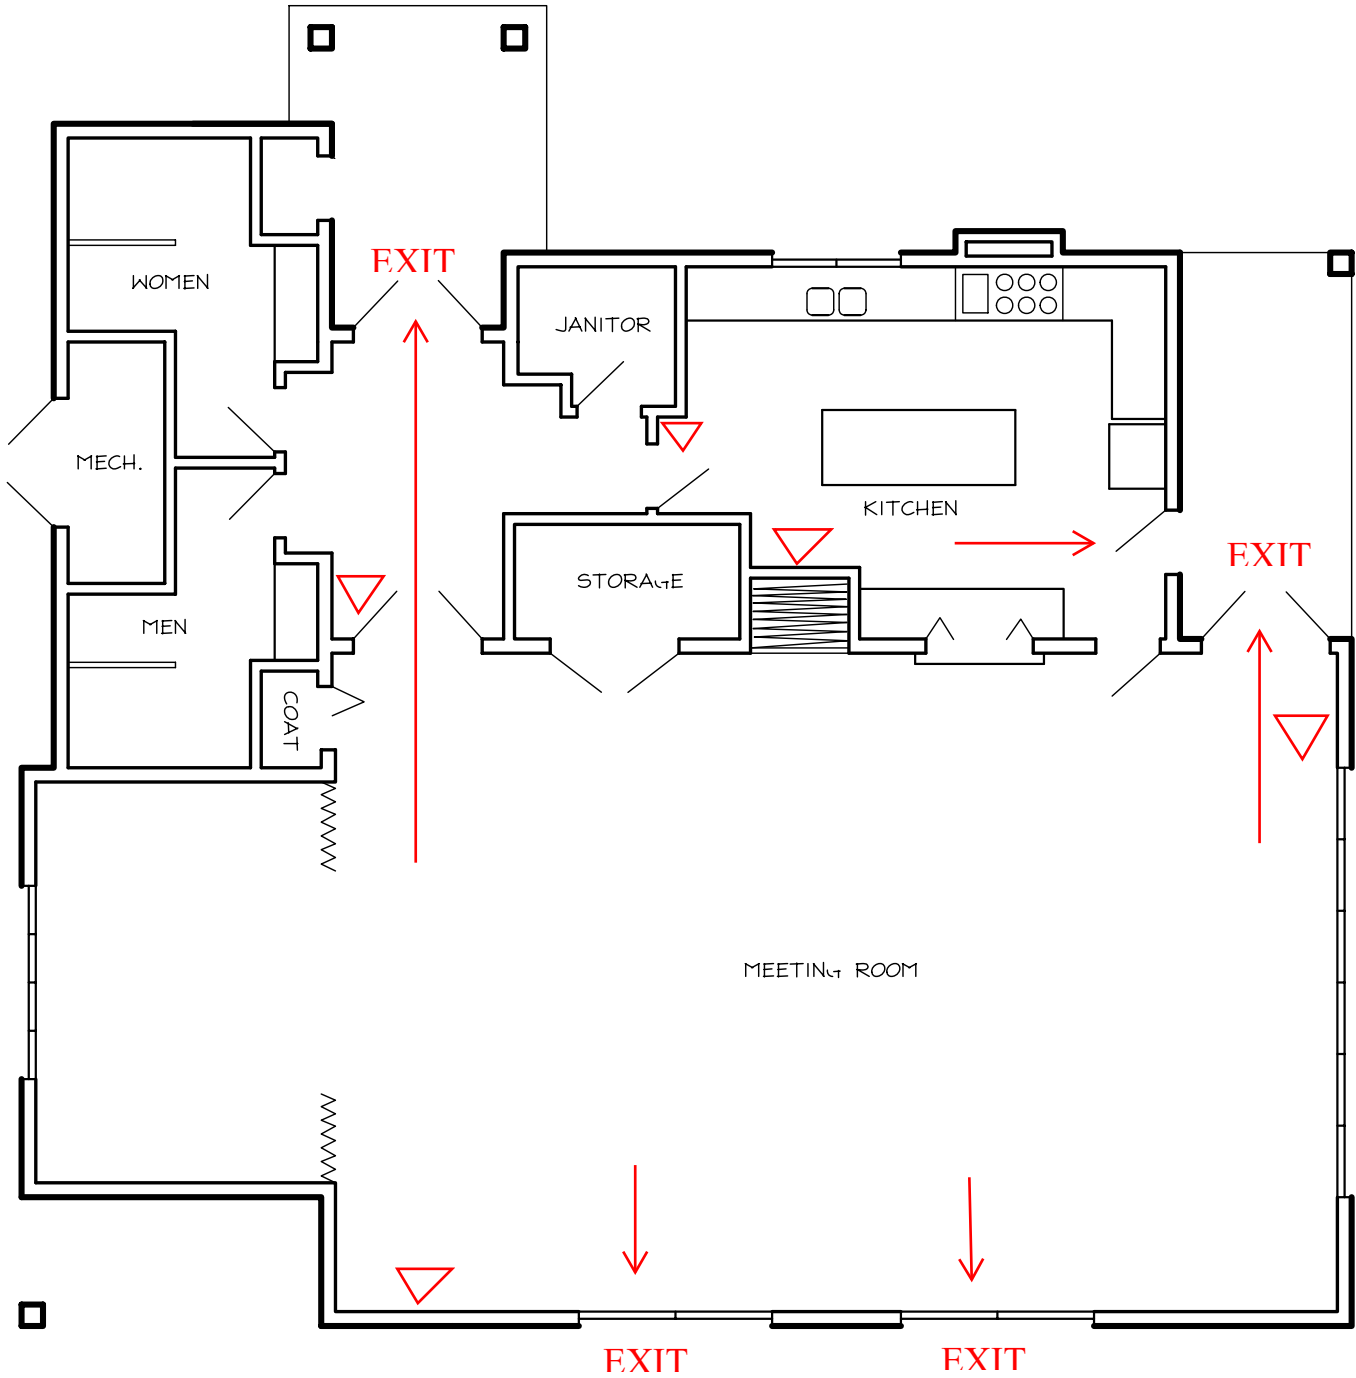 EXIT
WOMEN
JANITOR
MECH.
KITCHEN
EXIT
STORAGE
MEN
COAT
MEETING ROOM
EXIT
EXIT